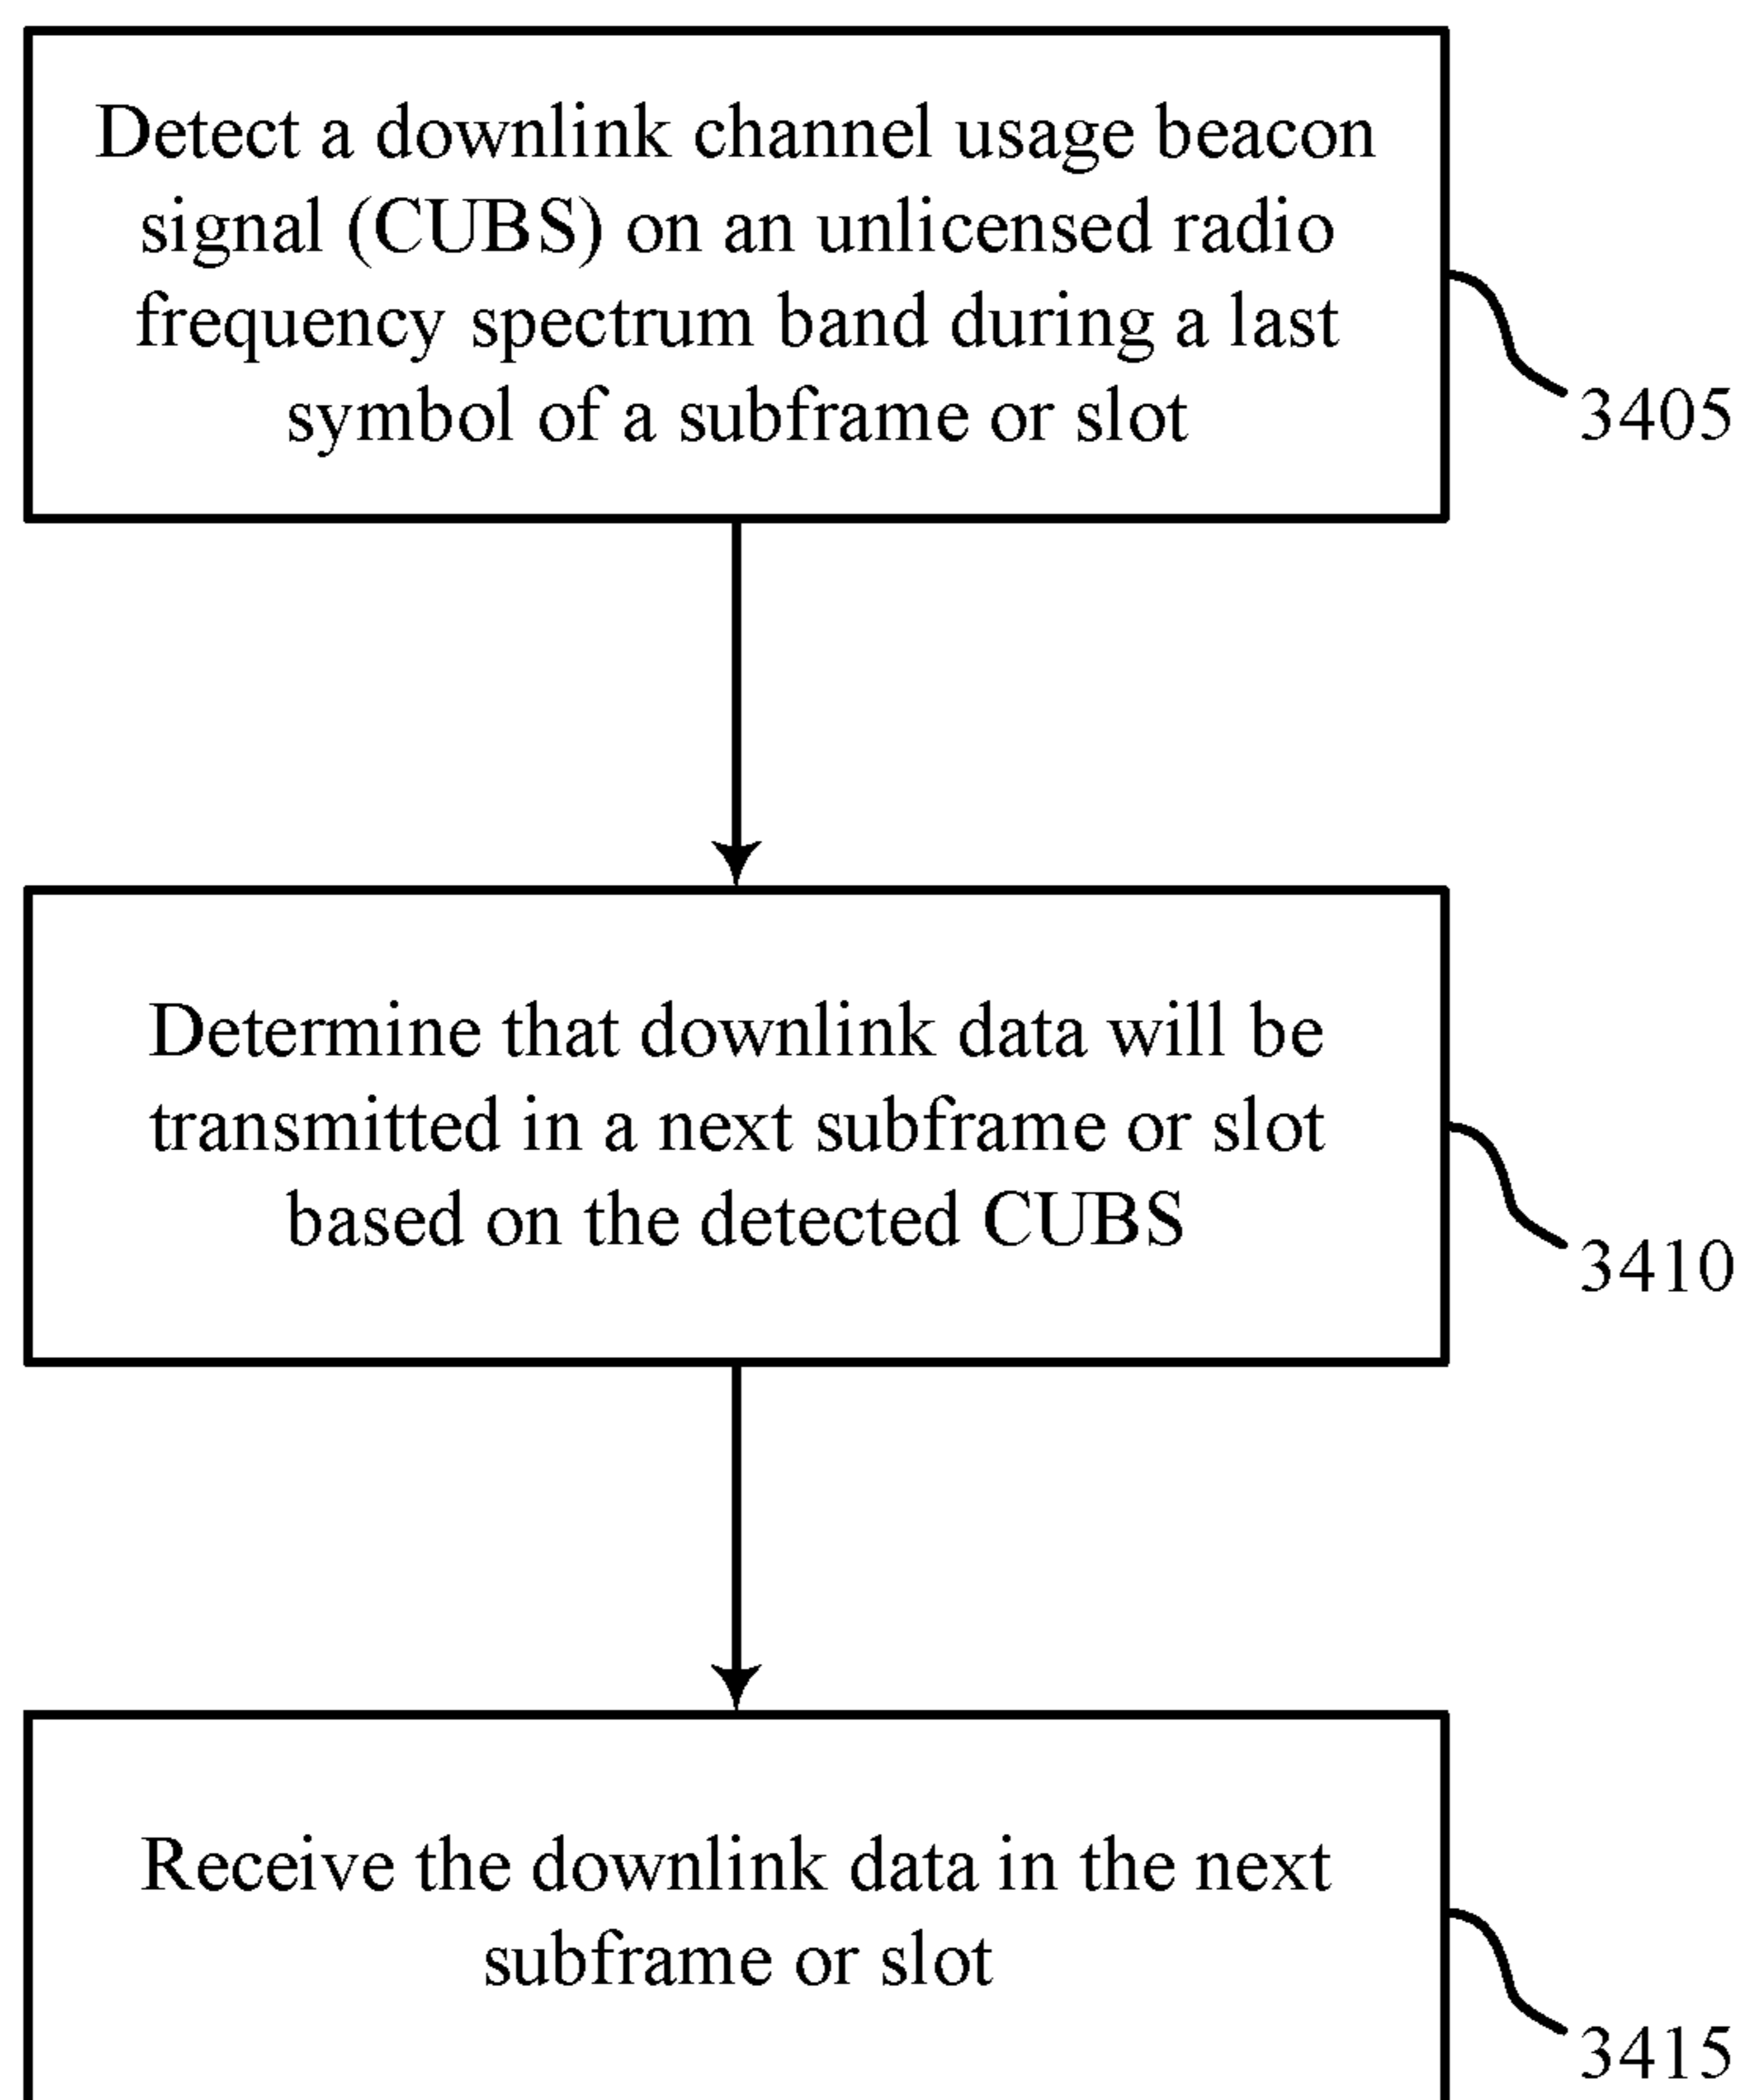 Detect a downlink channel usage beacon
signal (CUBS) on an unlicensed radio
frequency spectrum band during a last
symbol of a subframe or slot
3405
Determine that downlink data will be
transmitted in a next subframe or slot
based on the detected CUBS
3410
Receive the downlink data in the next
subframe or slot
3415